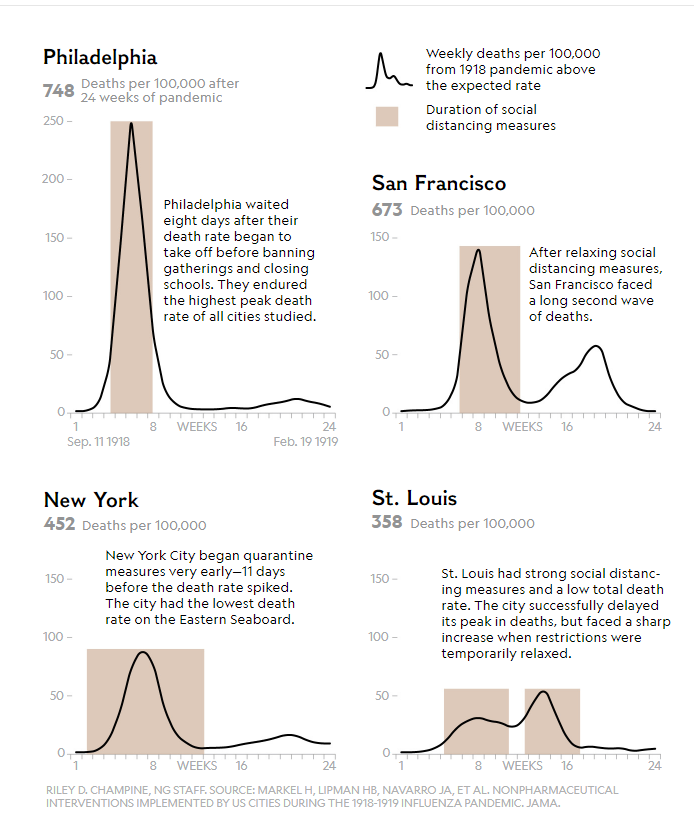 Philadelphia
748 Deaths per 100,000 after
24 weeks of pandemic
250
200
150
100
50
0
Philadelphia waited
eight days after their
death rate began to
take off before banning
gatherings and closing
schools. They endured
the highest peak death
rate of all cities studied.
1 8 WEEKS 16 24
Sep. 11 1918 Feb. 19 1919
Weekly deaths per 100,000
from 1918 pandemic above
the expected rate
Duration of social
distancing measures
San Francisco
673 Deaths per 100,000
150
100
50
0
After relaxing social
distancing measures,
San Francisco faced
a long second wave
of deaths.
1 8 WEEKS 16 24
New York
452 Deaths per 100,000
New York City began quarantine
measures very early—11 days
before the death rate spiked.
The city had the lowest death
rate on the Eastern Seaboard.
150
100
50
0
1 8 WEEKS 16 24
St. Louis
358 Deaths per 100,000
St. Louis had strong social distanc-
ing measures and a low total death
rate. The city successfully delayed
its peak in deaths, but faced a sharp
increase when restrictions were
temporarily relaxed.
150
100
50
0
1 8 WEEKS 16 24
RILEY D. CHAMPINE, NG STAFF. SOURCE: MARKEL H, LIPMAN HB, NAVARRO JA, ET AL. NONPHARMACEUTICAL
INTERVENTIONS IMPLEMENTED BY US CITIES DURING THE 1918-1919 INFLUENZA PANDEMIC. JAMA.